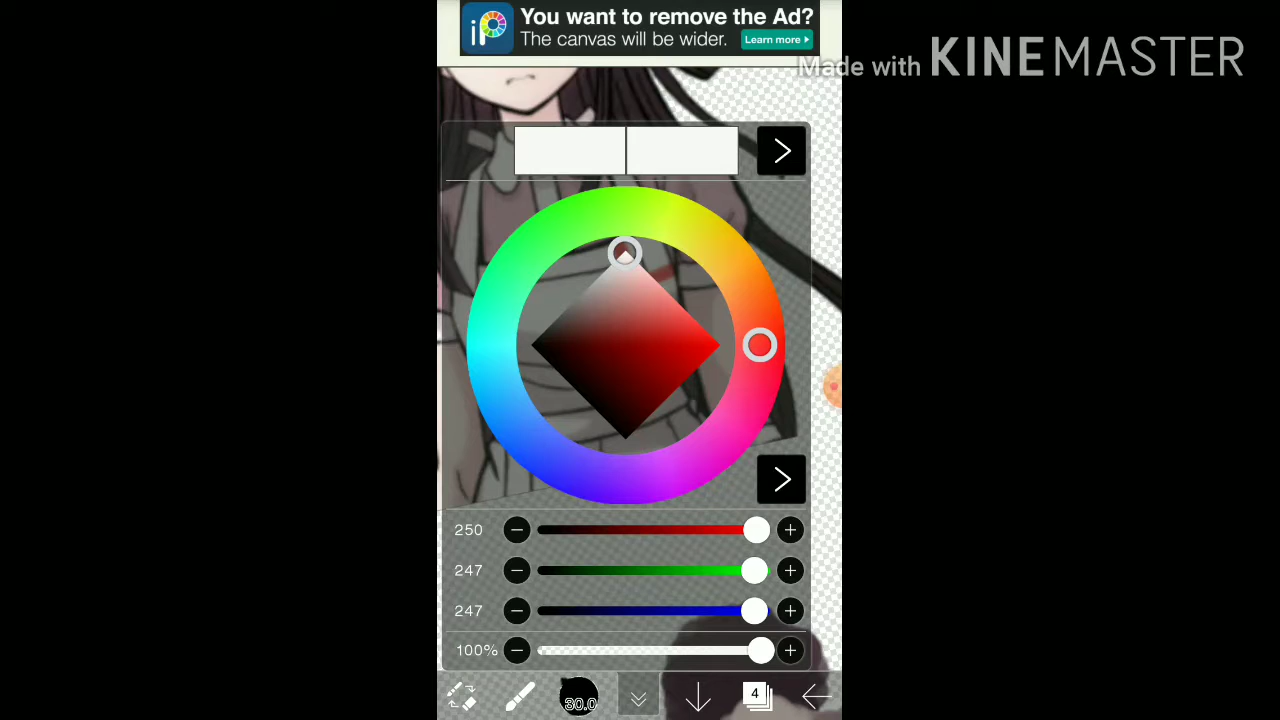 iP
You want to remove the Ad?
The canvas will be wider.
Learn more
Made with KINEMASTER
250
247
247
100%
30.0
4